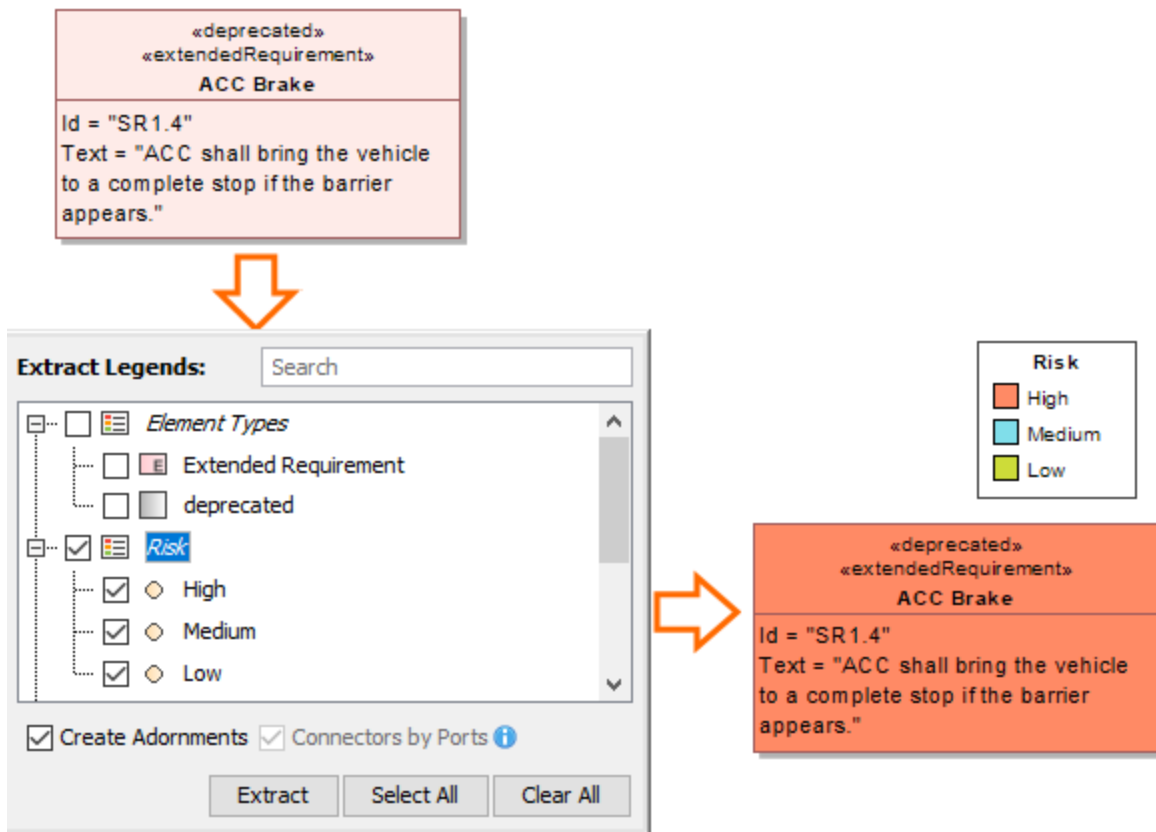 «deprecated»
«extendedRequirement»
ACC Brake
Id = "SR1.4"
Text = "ACC shall bring the vehicle
to a complete stop if the barrier
appears."
Extract Legends:
Search
Element Types
E
Extended Requirement
deprecated
Risk
High
Medium
Low
Create Adornments
Connectors by Ports
i
Extract
Select All
Clear All
Risk
High
Medium
Low
«deprecated»
«extendedRequirement»
ACC Brake
Id = "SR1.4"
Text = "ACC shall bring the vehicle
to a complete stop if the barrier
appears."